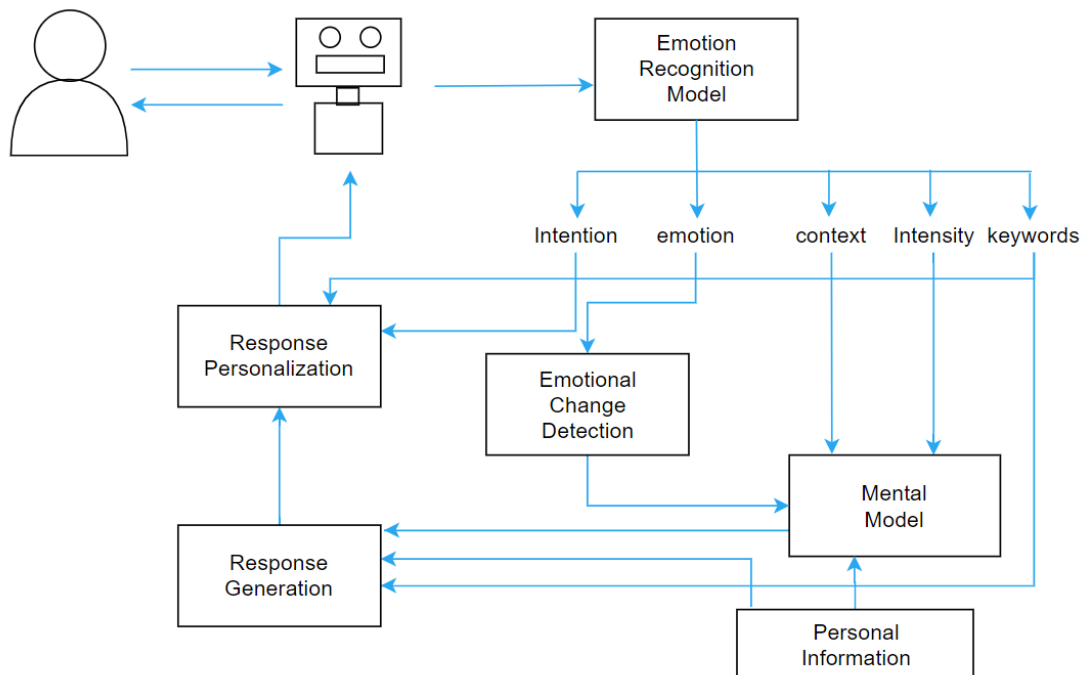 Emotion
Recognition
Model
Intention
emotion
context
Intensity
keywords
Response
Personalization
Emotional
Change
Detection
Mental
Model
Response
Generation
Personal
Information